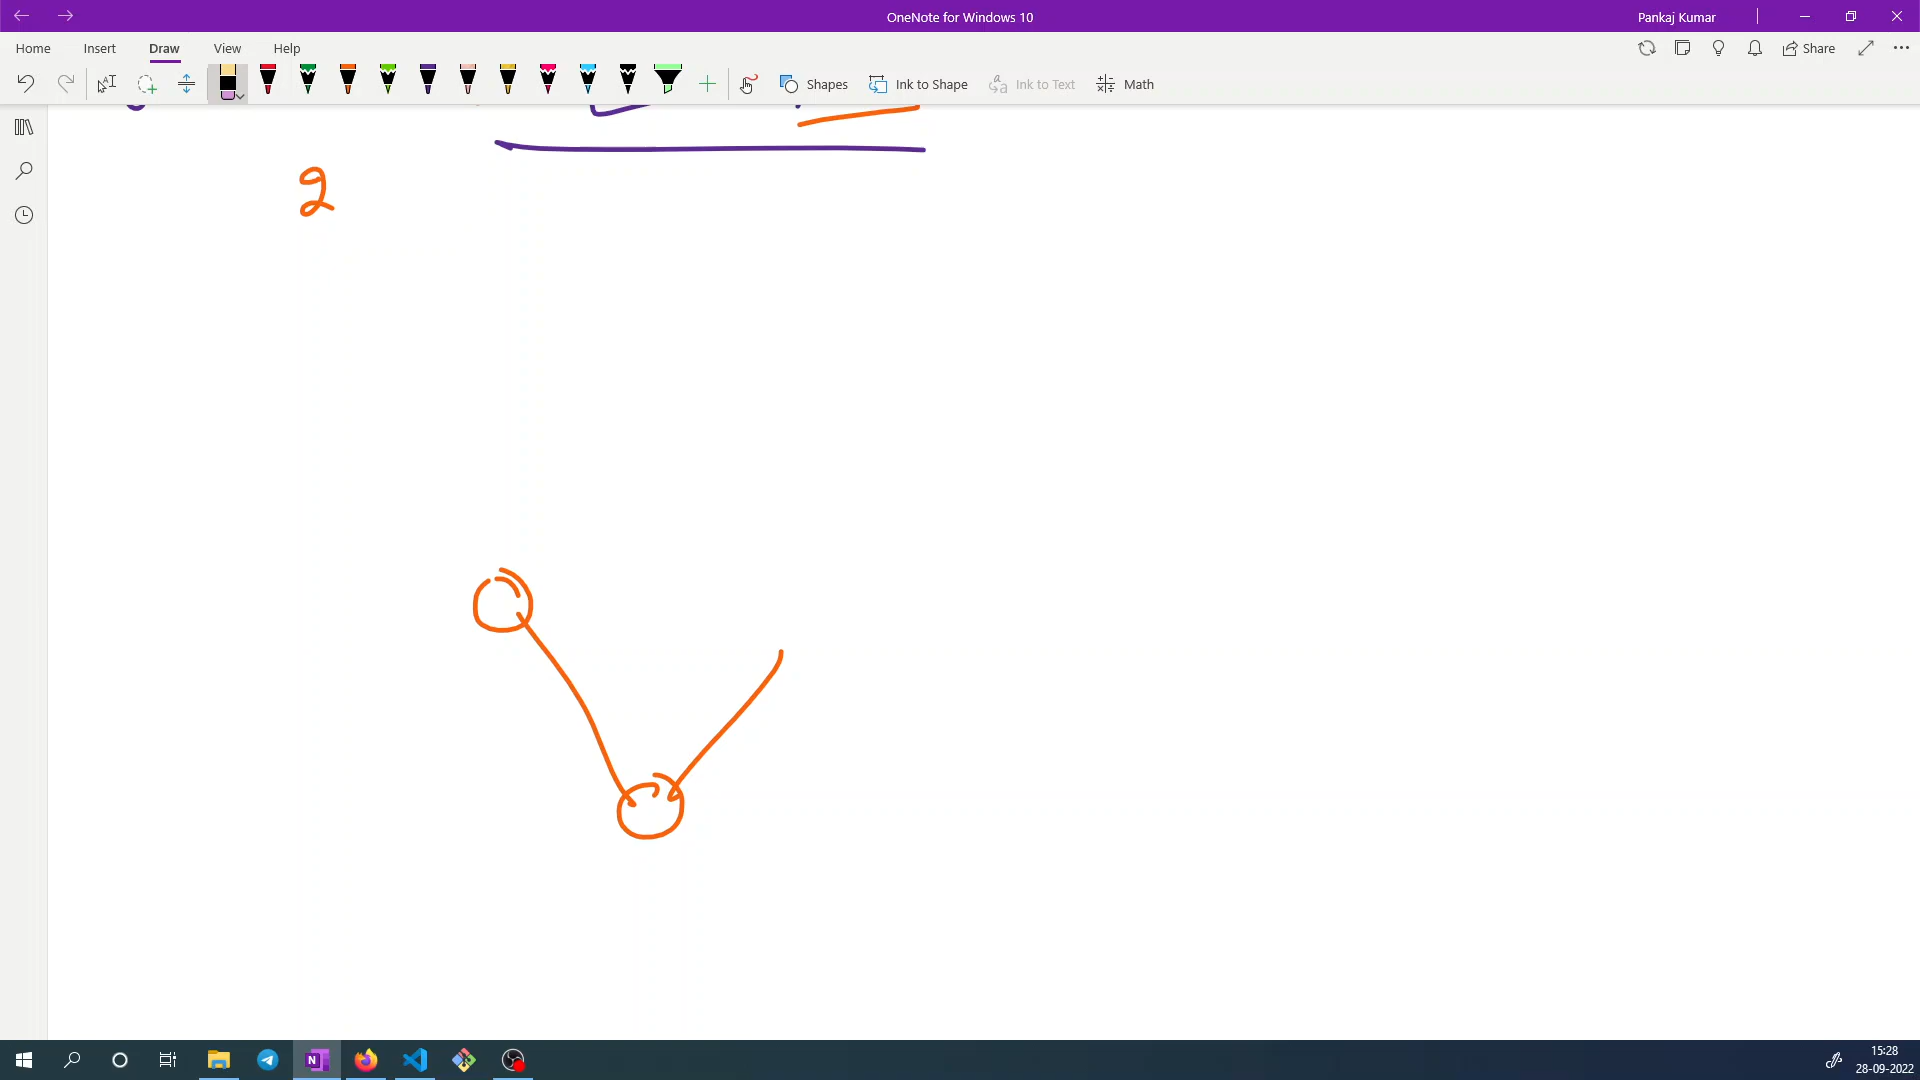 OneNote for Windows 10
Pankaj Kumar
Home Insert Draw View Help
Share
Shapes Ink to Shape Ink to Text Math
2
15:28
28-09-2022